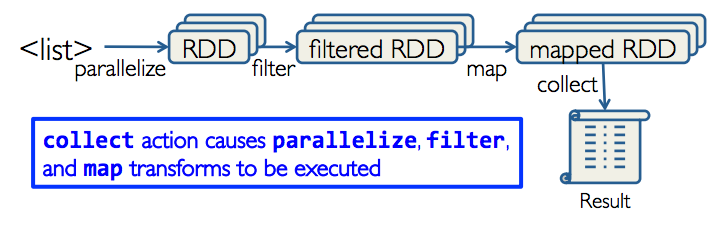 <list>
parallelize
RDD
filter
filtered RDD
map
mapped RDD
collect
collect action causes parallelize, filter,
and map transforms to be executed
Result